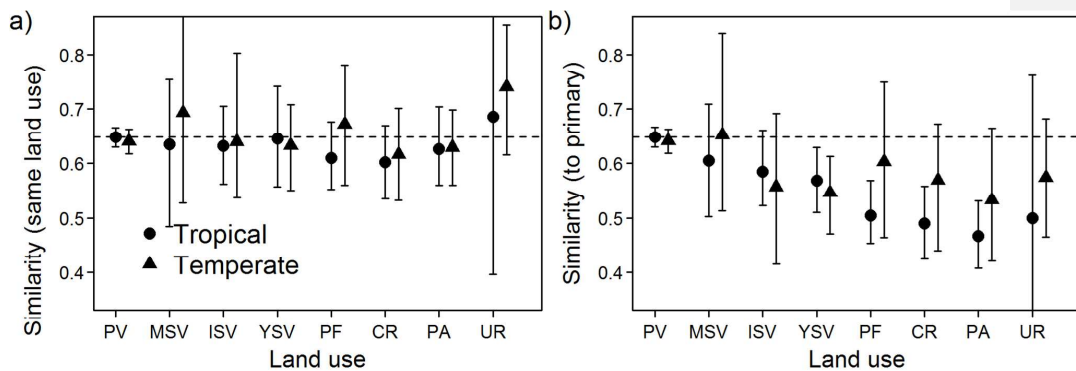 a)
Similarity (same land use)
0.8
0.7
0.6
0.5
0.4
Tropical
Temperate
PV MSV ISV YSV PF CR PA UR
Land use
b)
Similarity (to primary)
0.8
0.7
0.6
0.5
0.4
PV MSV ISV YSV PF CR PA UR
Land use